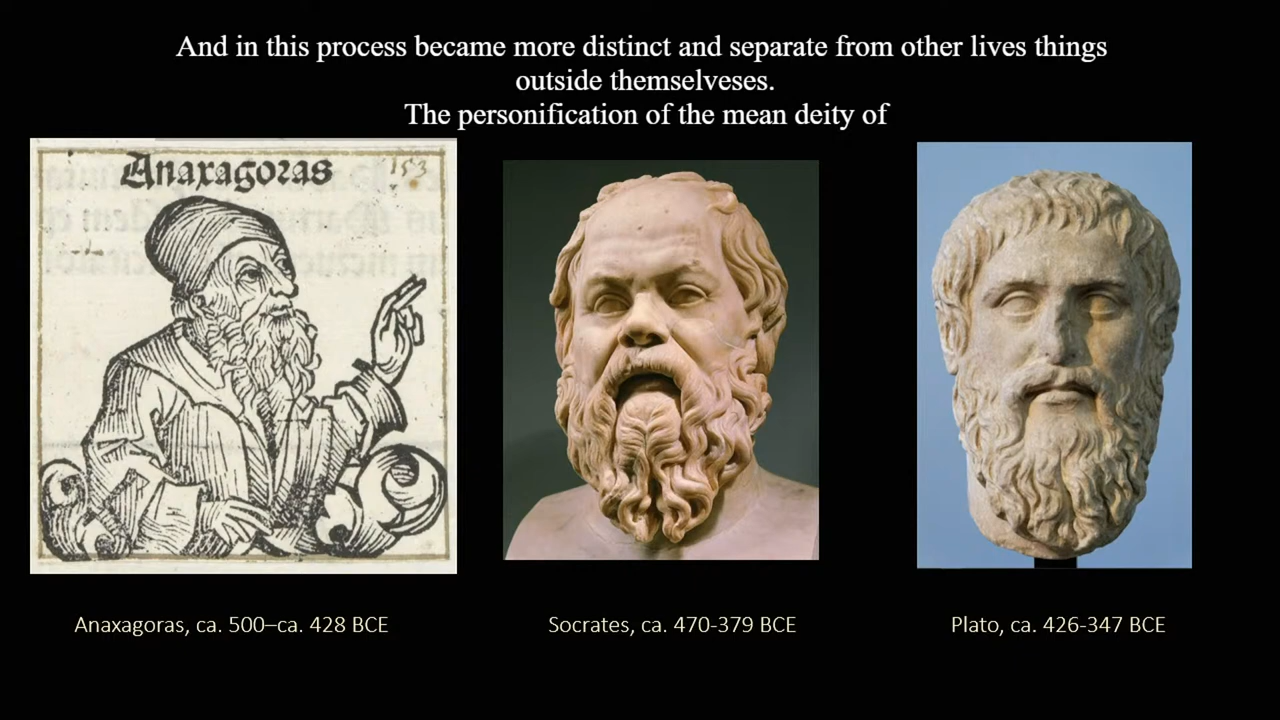 And in this process became more distinct and separate from other lives things
outside themselveses.
The personification of the mean deity of
Anaxagoras
153
Anaxagoras, ca. 500–ca. 428 BCE
Socrates, ca. 470-379 BCE
Plato, ca. 426-347 BCE